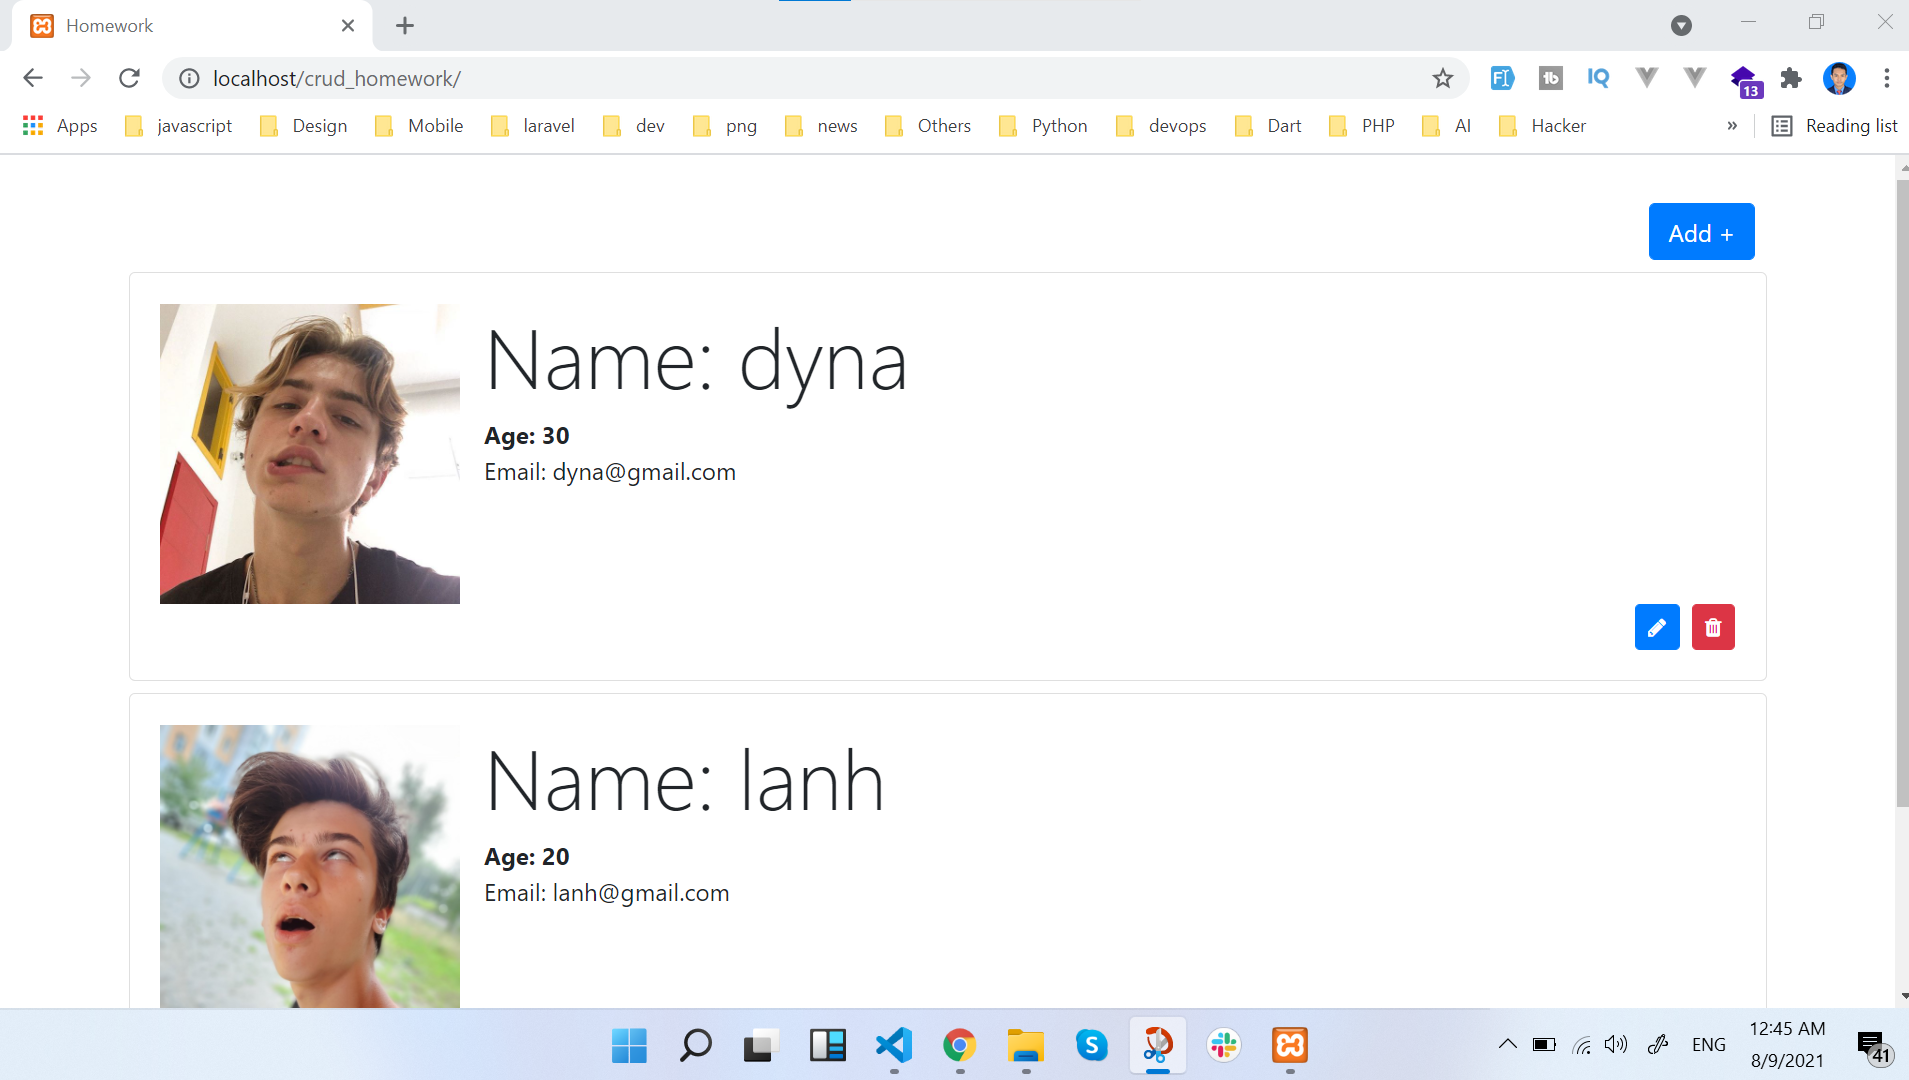 Homework
localhost/crud_homework/
13
Apps javascript Design Mobile laravel dev png news Others Python devops Dart PHP AI Hacker » Reading list
Add +
Name: dyna
Age: 30
Email: dyna@gmail.com
Name: lanh
Age: 20
Email: lanh@gmail.com
ENG
12:45 AM
8/9/2021
41